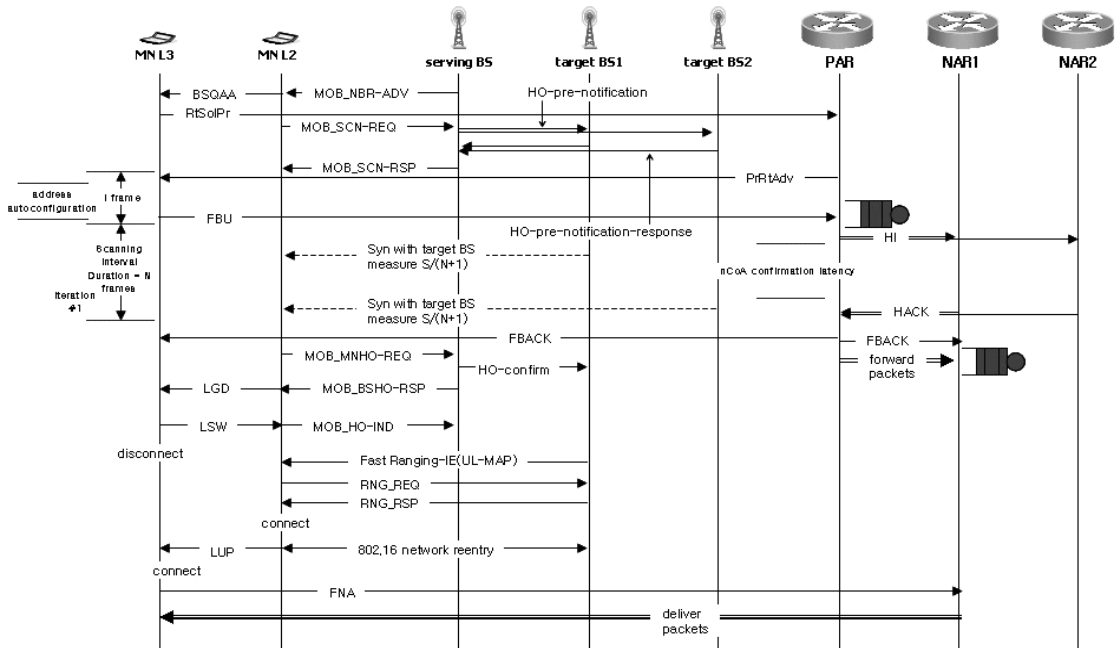 MN L3
MN L2
serving BS
target BS1
target BS2
PAR
NAR1
NAR2
BSQAA
MOB_NBR-ADV
HO-pre-notification
RtSolPr
MOB_SCN-REQ
MOB_SCN-RSP
PrRtAdv
address
autoconfiguration
1 frame
FBU
HO-pre-notification-response
HI
Scanning
Interval
Duration = N
frames
Iteration
#1
Syn with target BS
measure S/(N+1)
nCoA confirmation latency
Syn with target BS
measure S/(N+1)
HACK
FBACK
FBACK
MOB_MNHO-REQ
HO-confirm
forward
packets
LGD
MOB_BSHO-RSP
LSW
MOB_HO-IND
disconnect
Fast Ranging-IE(UL-MAP)
RNG_REQ
RNG_RSP
connect
LUP
802.16 network reentry
connect
FNA
deliver
packets